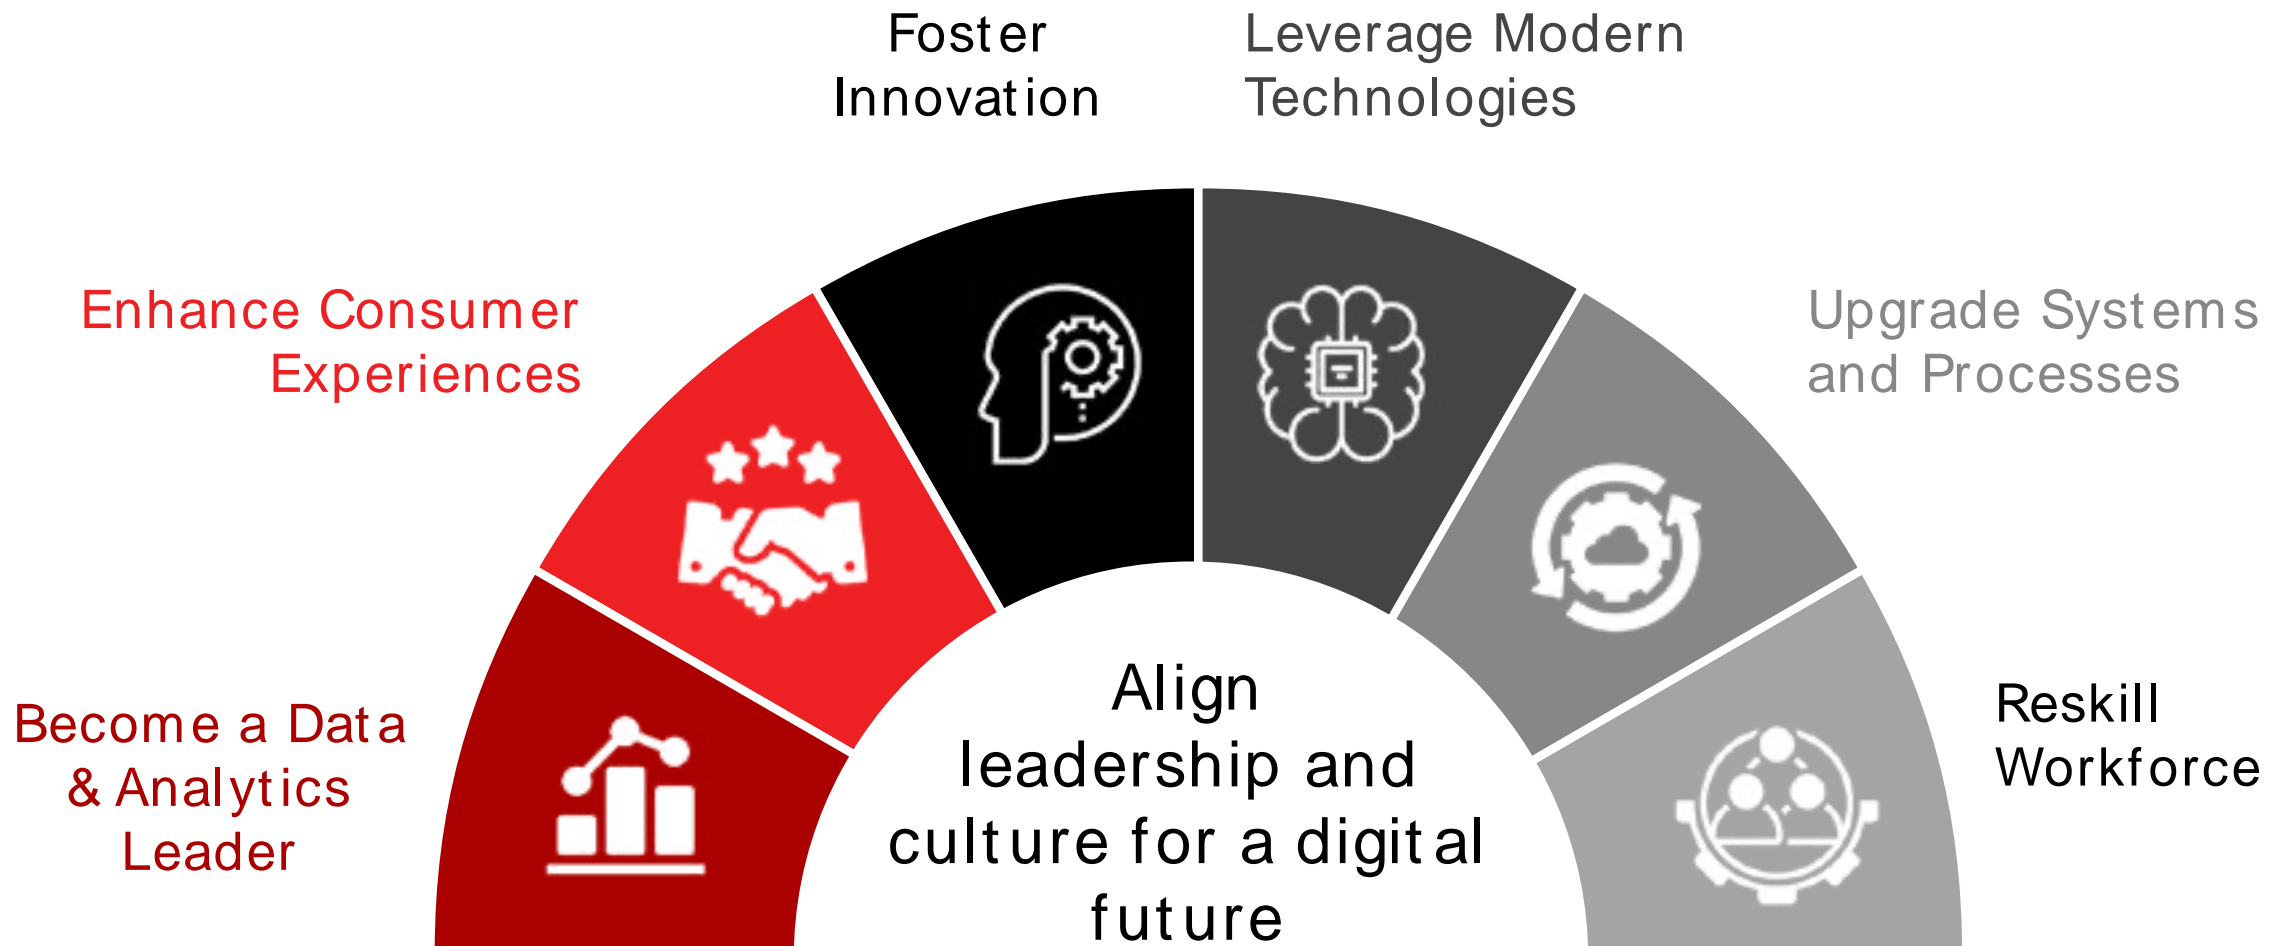 Foster
Innovation
Leverage Modern
Technologies
Enhance Consumer
Experiences
Upgrade Systems
and Processes
Become a Data
& Analytics
Leader
Align
leadership and
culture for a digital
future
Reskill
Workforce